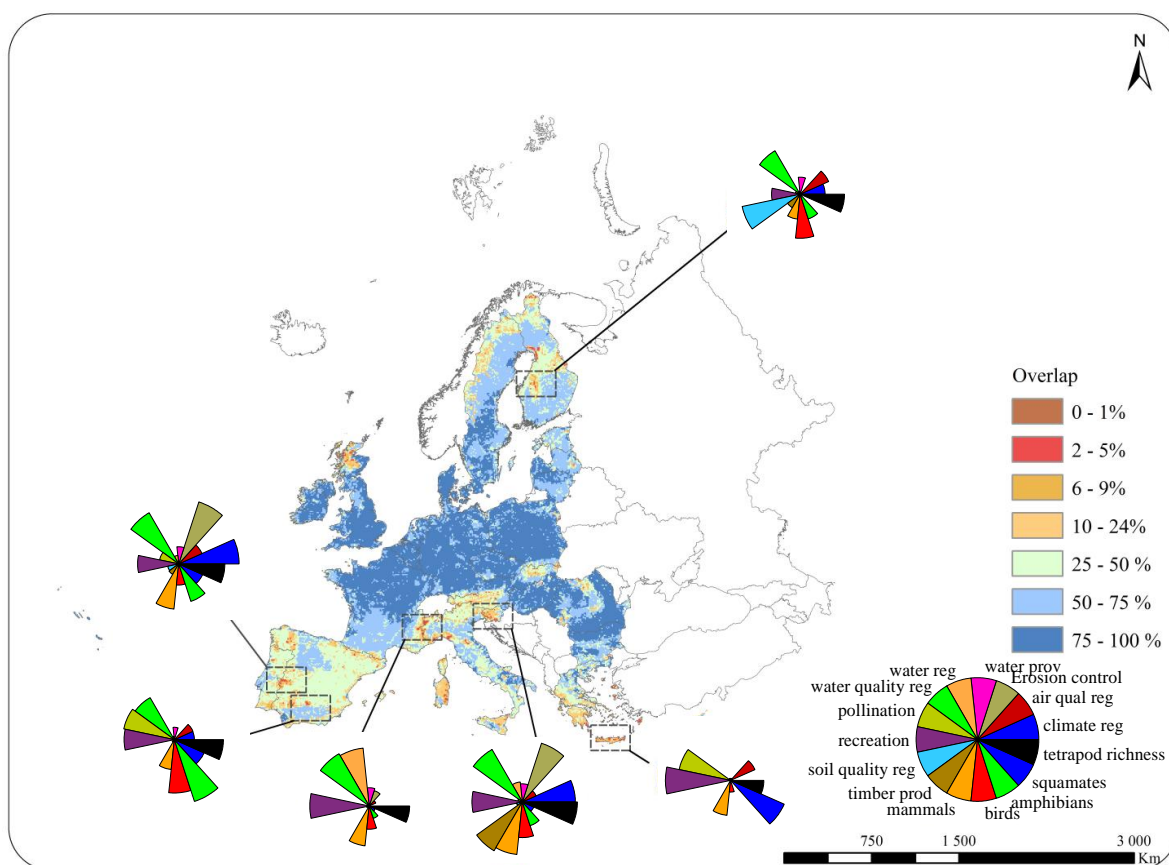 N
Overlap
0 - 1%
2 - 5%
6 - 9%
10 - 24%
25 - 50 %
50 - 75 %
75 - 100 %
water prov
water reg
Erosion control
water quality reg
air qual reg
pollination
climate reg
recreation
tetrapod richness
soil quality reg
squamates
timber prod
amphibians
mammals
birds
750 1 500 3 000
Km